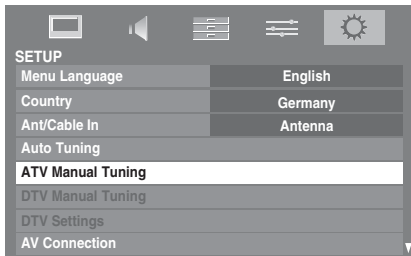 SETUP
Menu Language English
Country Germany
Ant/Cable In Antenna
Auto Tuning
ATV Manual Tuning
DTV Manual Tuning
DTV Settings
AV Connection